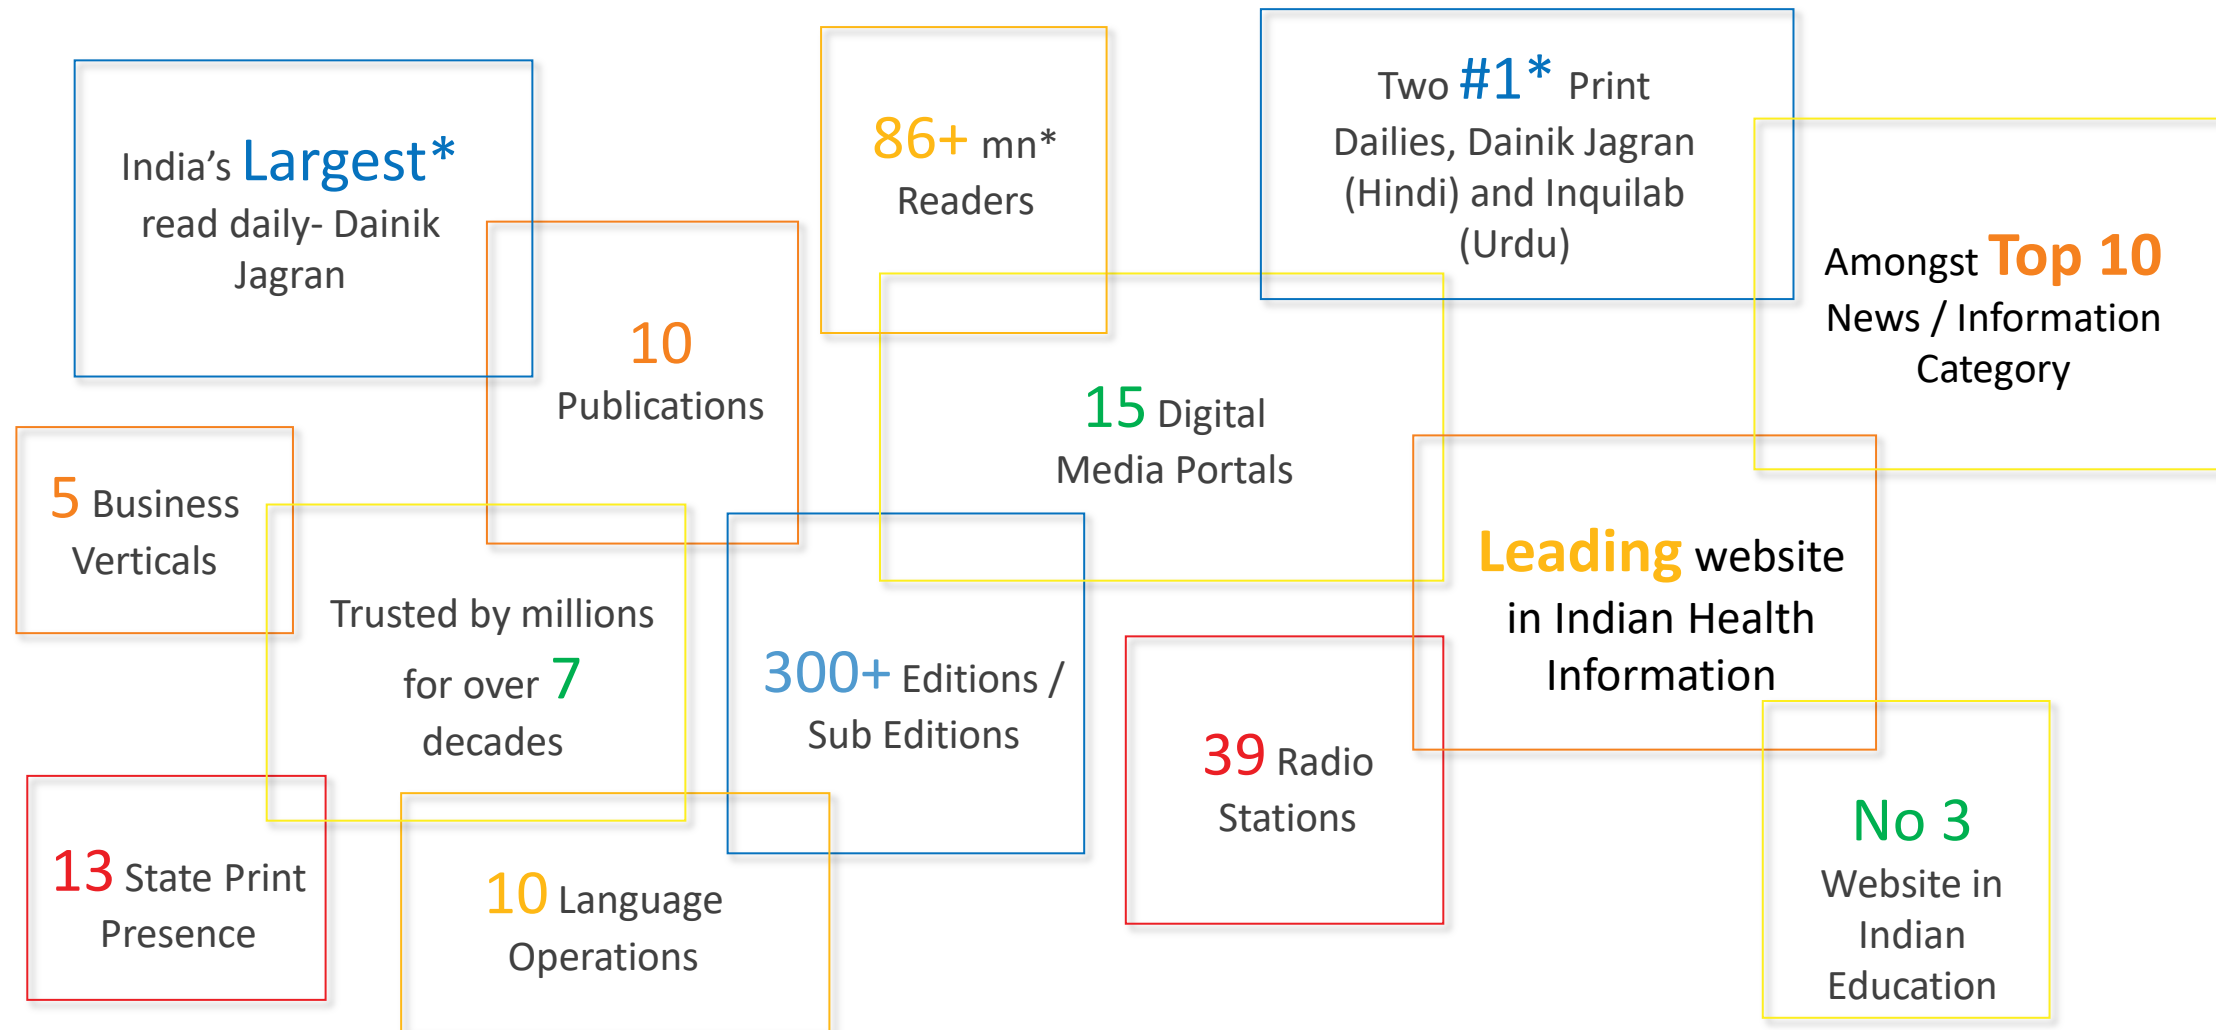 India’s Largest*
read daily- Dainik
Jagran
86+ mn*
Readers
Two #1* Print
Dailies, Dainik Jagran
(Hindi) and Inquilab
(Urdu)
Amongst Top 10
News / Information
Category
10
Publications
15 Digital
Media Portals
5 Business
Verticals
Trusted by millions
for over 7
decades
300+ Editions /
Sub Editions
Leading website
in Indian Health
Information
39 Radio
Stations
13 State Print
Presence
10 Language
Operations
No 3
Website in
Indian
Education